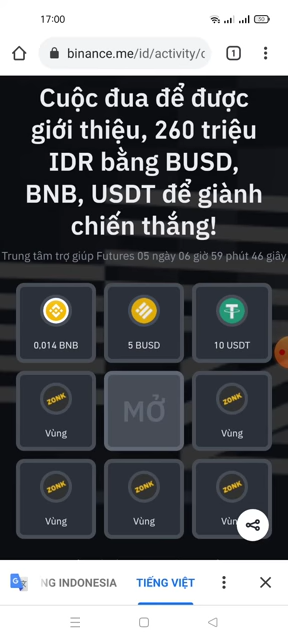 17:00
50
binance.me/id/activity/c
1
Cuộc đua để được
giới thiệu, 260 triệu
IDR bằng BUSD,
BNB, USDT để giành
chiến thắng!
Trung tâm trợ giúp Futures 05 ngày 06 giờ 59 phút 46 giây
0,014 BNB
5 BUSD
10 USDT
ZONK
Vùng
MỞ
ZONK
Vùng
ZONK
Vùng
ZONK
Vùng
ZONK
Vùn
NG INDONESIA
TIẾNG VIỆT